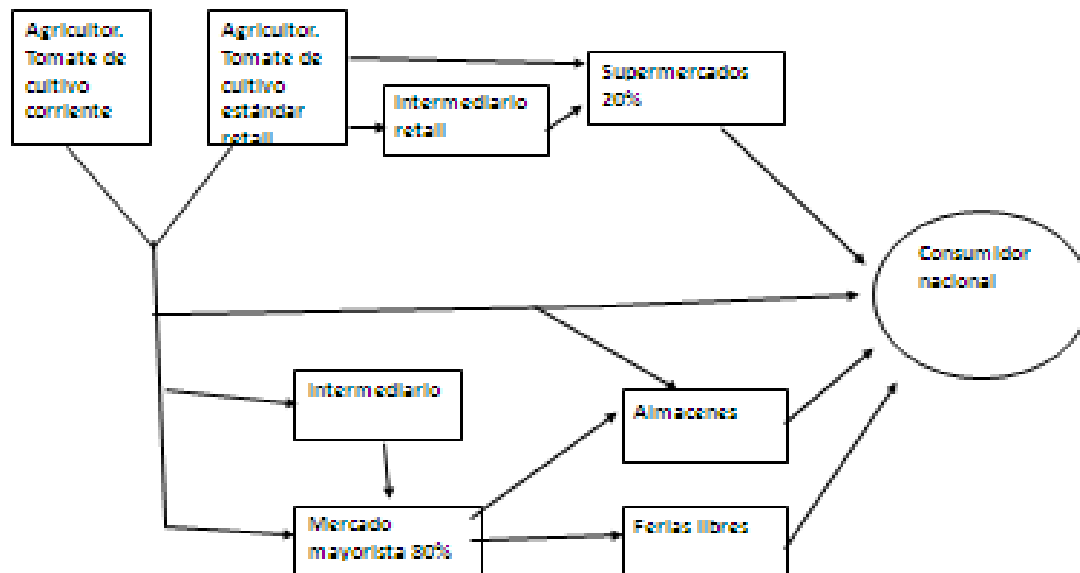 Agricultor.
Tomate de
cultivo
corriente
Agricultor.
Tomate de
cultivo
estándar
retail
Intermediario
retail
Supermercados
20%
Consumidor
nacional
Intermediario
Almacenes
Mercado
mayorista 80%
Ferias libres